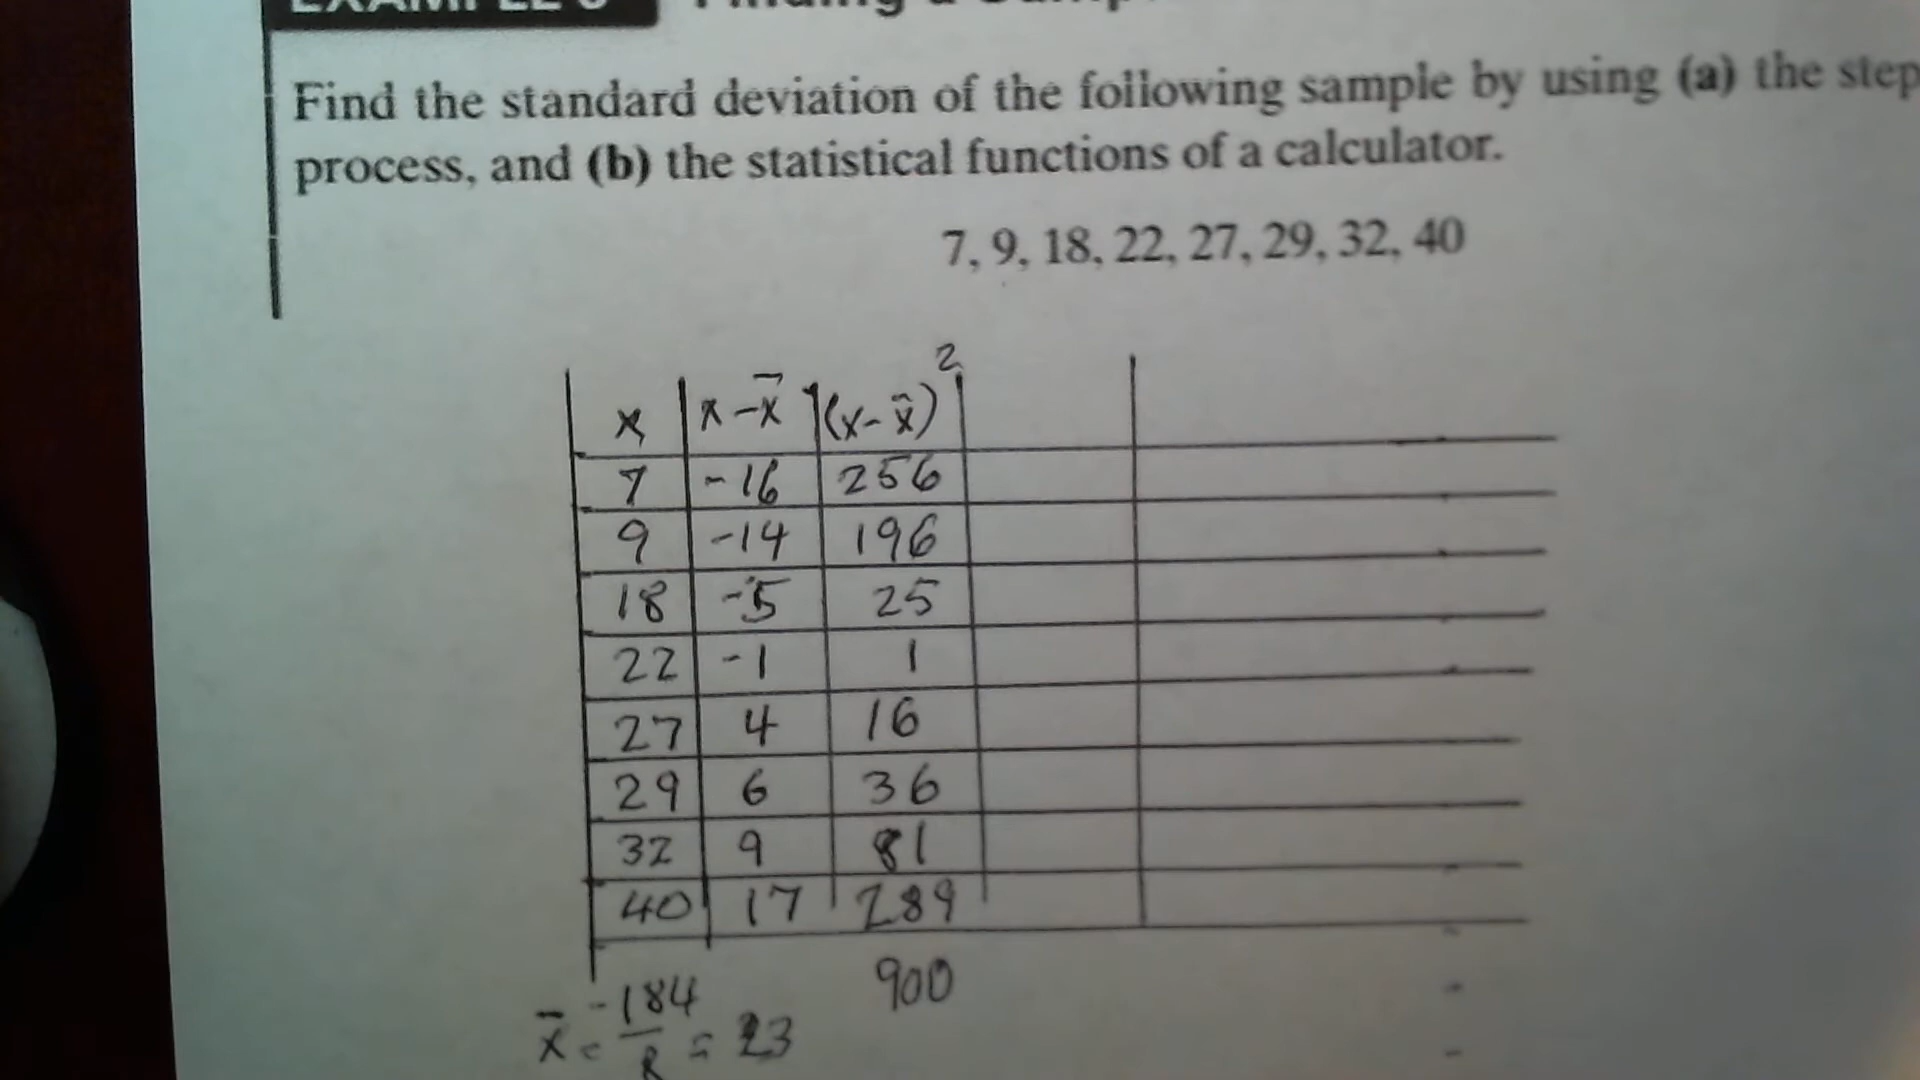 Find the standard deviation of the following sample by using (a) the step
process, and (b) the statistical functions of a calculator.
7, 9, 18, 22, 27, 29, 32, 40
x x - x̄ (x - x̄)²
7 -16 256
9 -14 196
18 -5 25
22 -1 1
27 4 16
29 6 36
32 9 81
40 17 289
900
x̄ = 184/8 = 23